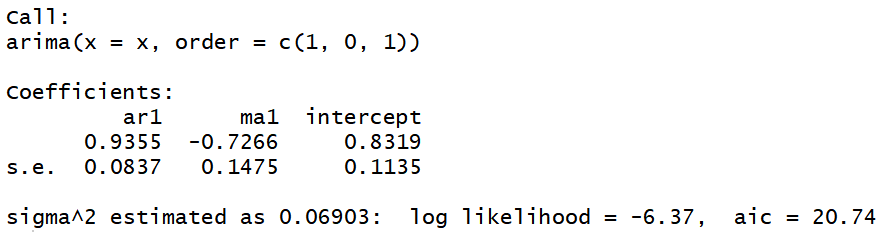 Call:
arima(x = x, order = c(1, 0, 1))
Coefficients:
ar1 ma1 intercept
0.9355 -0.7266 0.8319
s.e. 0.0837 0.1475 0.1135
sigma^2 estimated as 0.06903: log likelihood = -6.37, aic = 20.74